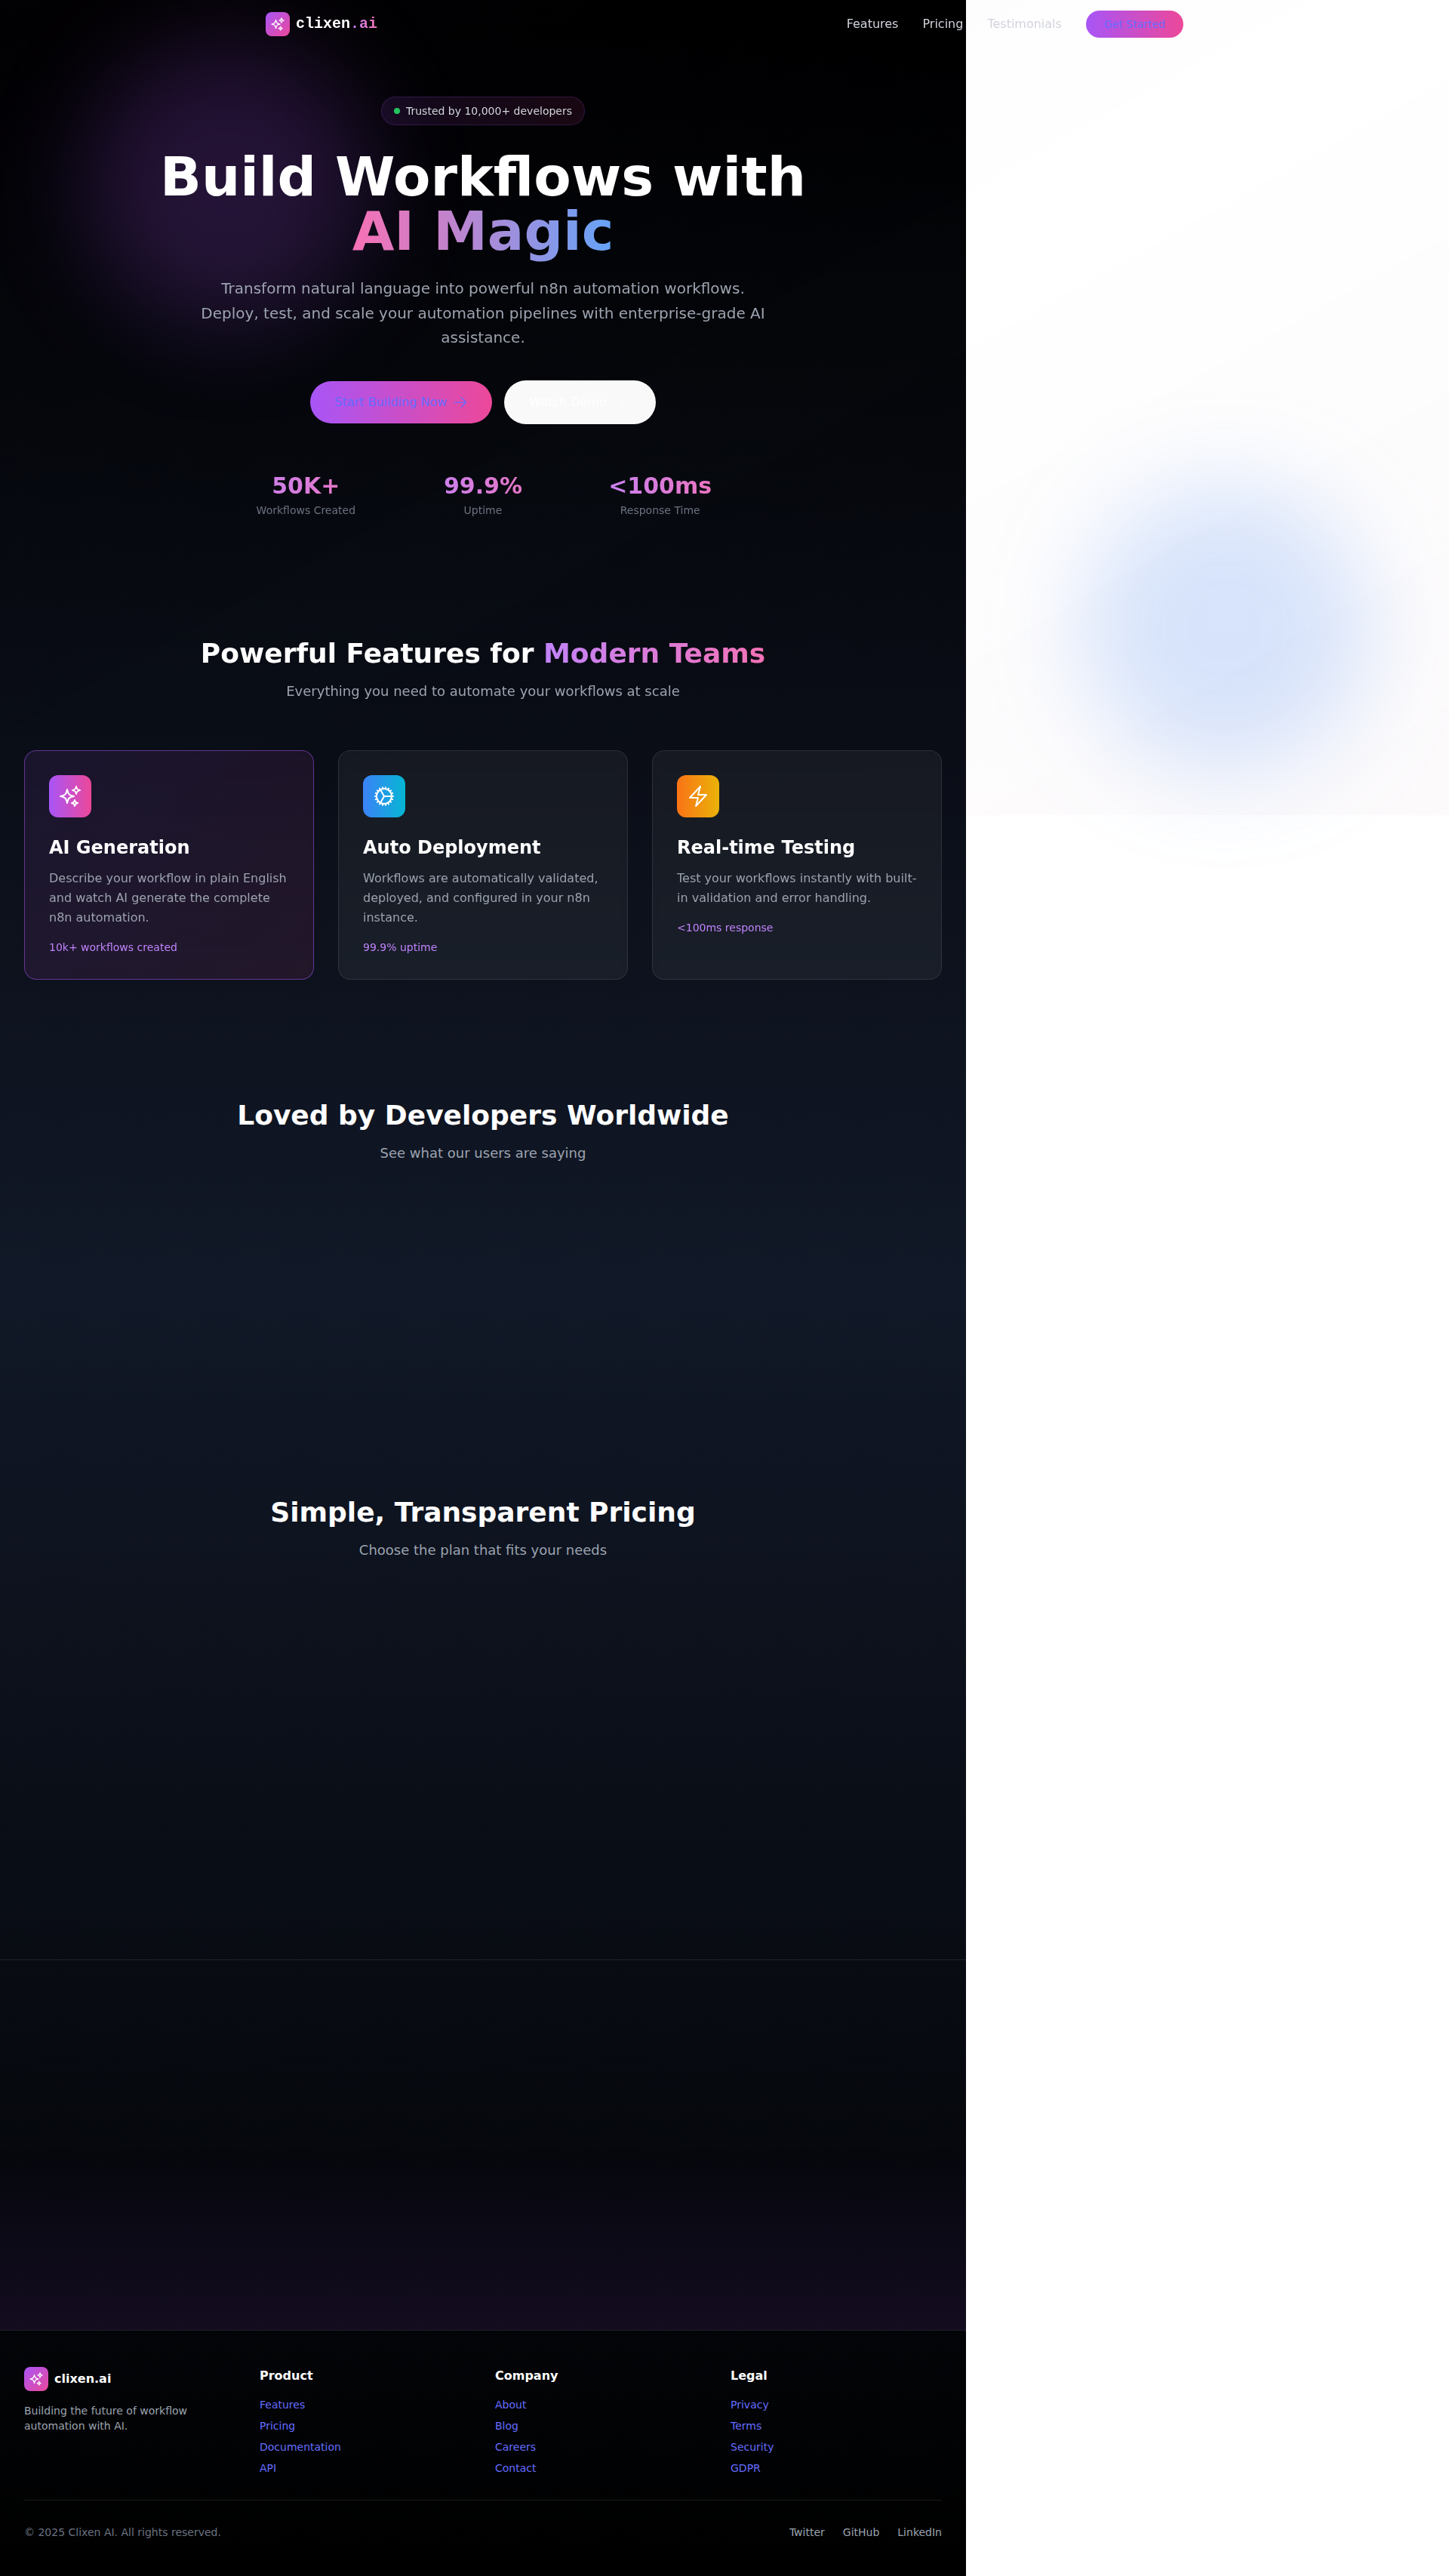 clixen.ai
Features
Pricing
Testimonials
Get Started
Trusted by 10,000+ developers
Build Workflows with
AI Magic
Transform natural language into powerful n8n automation workflows.
Deploy, test, and scale your automation pipelines with enterprise-grade AI
assistance.
Start Building Now
Watch Demo
50K+
Workflows Created
99.9%
Uptime
<100ms
Response Time
Powerful Features for Modern Teams
Everything you need to automate your workflows at scale
AI Generation
Describe your workflow in plain English
and watch AI generate the complete
n8n automation.
10k+ workflows created
Auto Deployment
Workflows are automatically validated,
deployed, and configured in your n8n
instance.
99.9% uptime
Real-time Testing
Test your workflows instantly with built-
in validation and error handling.
<100ms response
Loved by Developers Worldwide
See what our users are saying
Simple, Transparent Pricing
Choose the plan that fits your needs
clixen.ai
Building the future of workflow
automation with AI.
Product
Features
Pricing
Documentation
API
Company
About
Blog
Careers
Contact
Legal
Privacy
Terms
Security
GDPR
© 2025 Clixen AI. All rights reserved.
Twitter
GitHub
LinkedIn